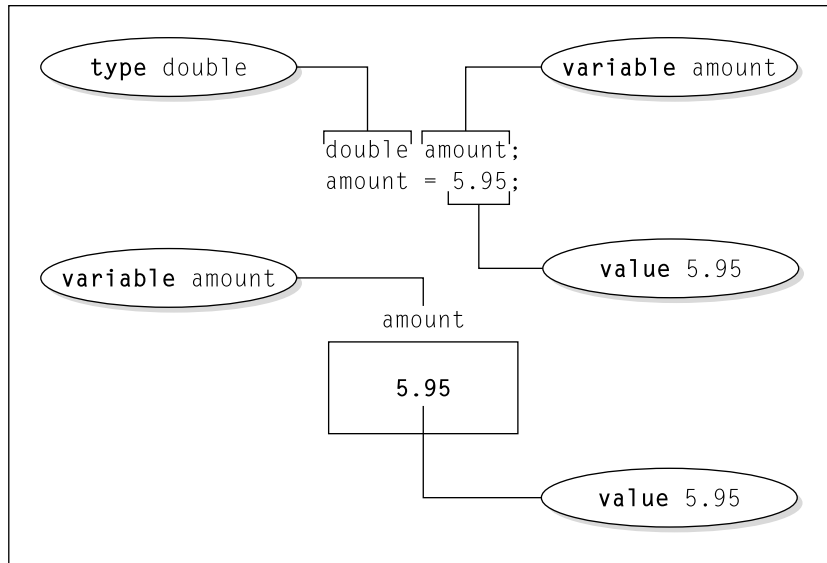 type double
variable amount
double amount;
amount = 5.95;
value 5.95
variable amount
amount
5.95
value 5.95